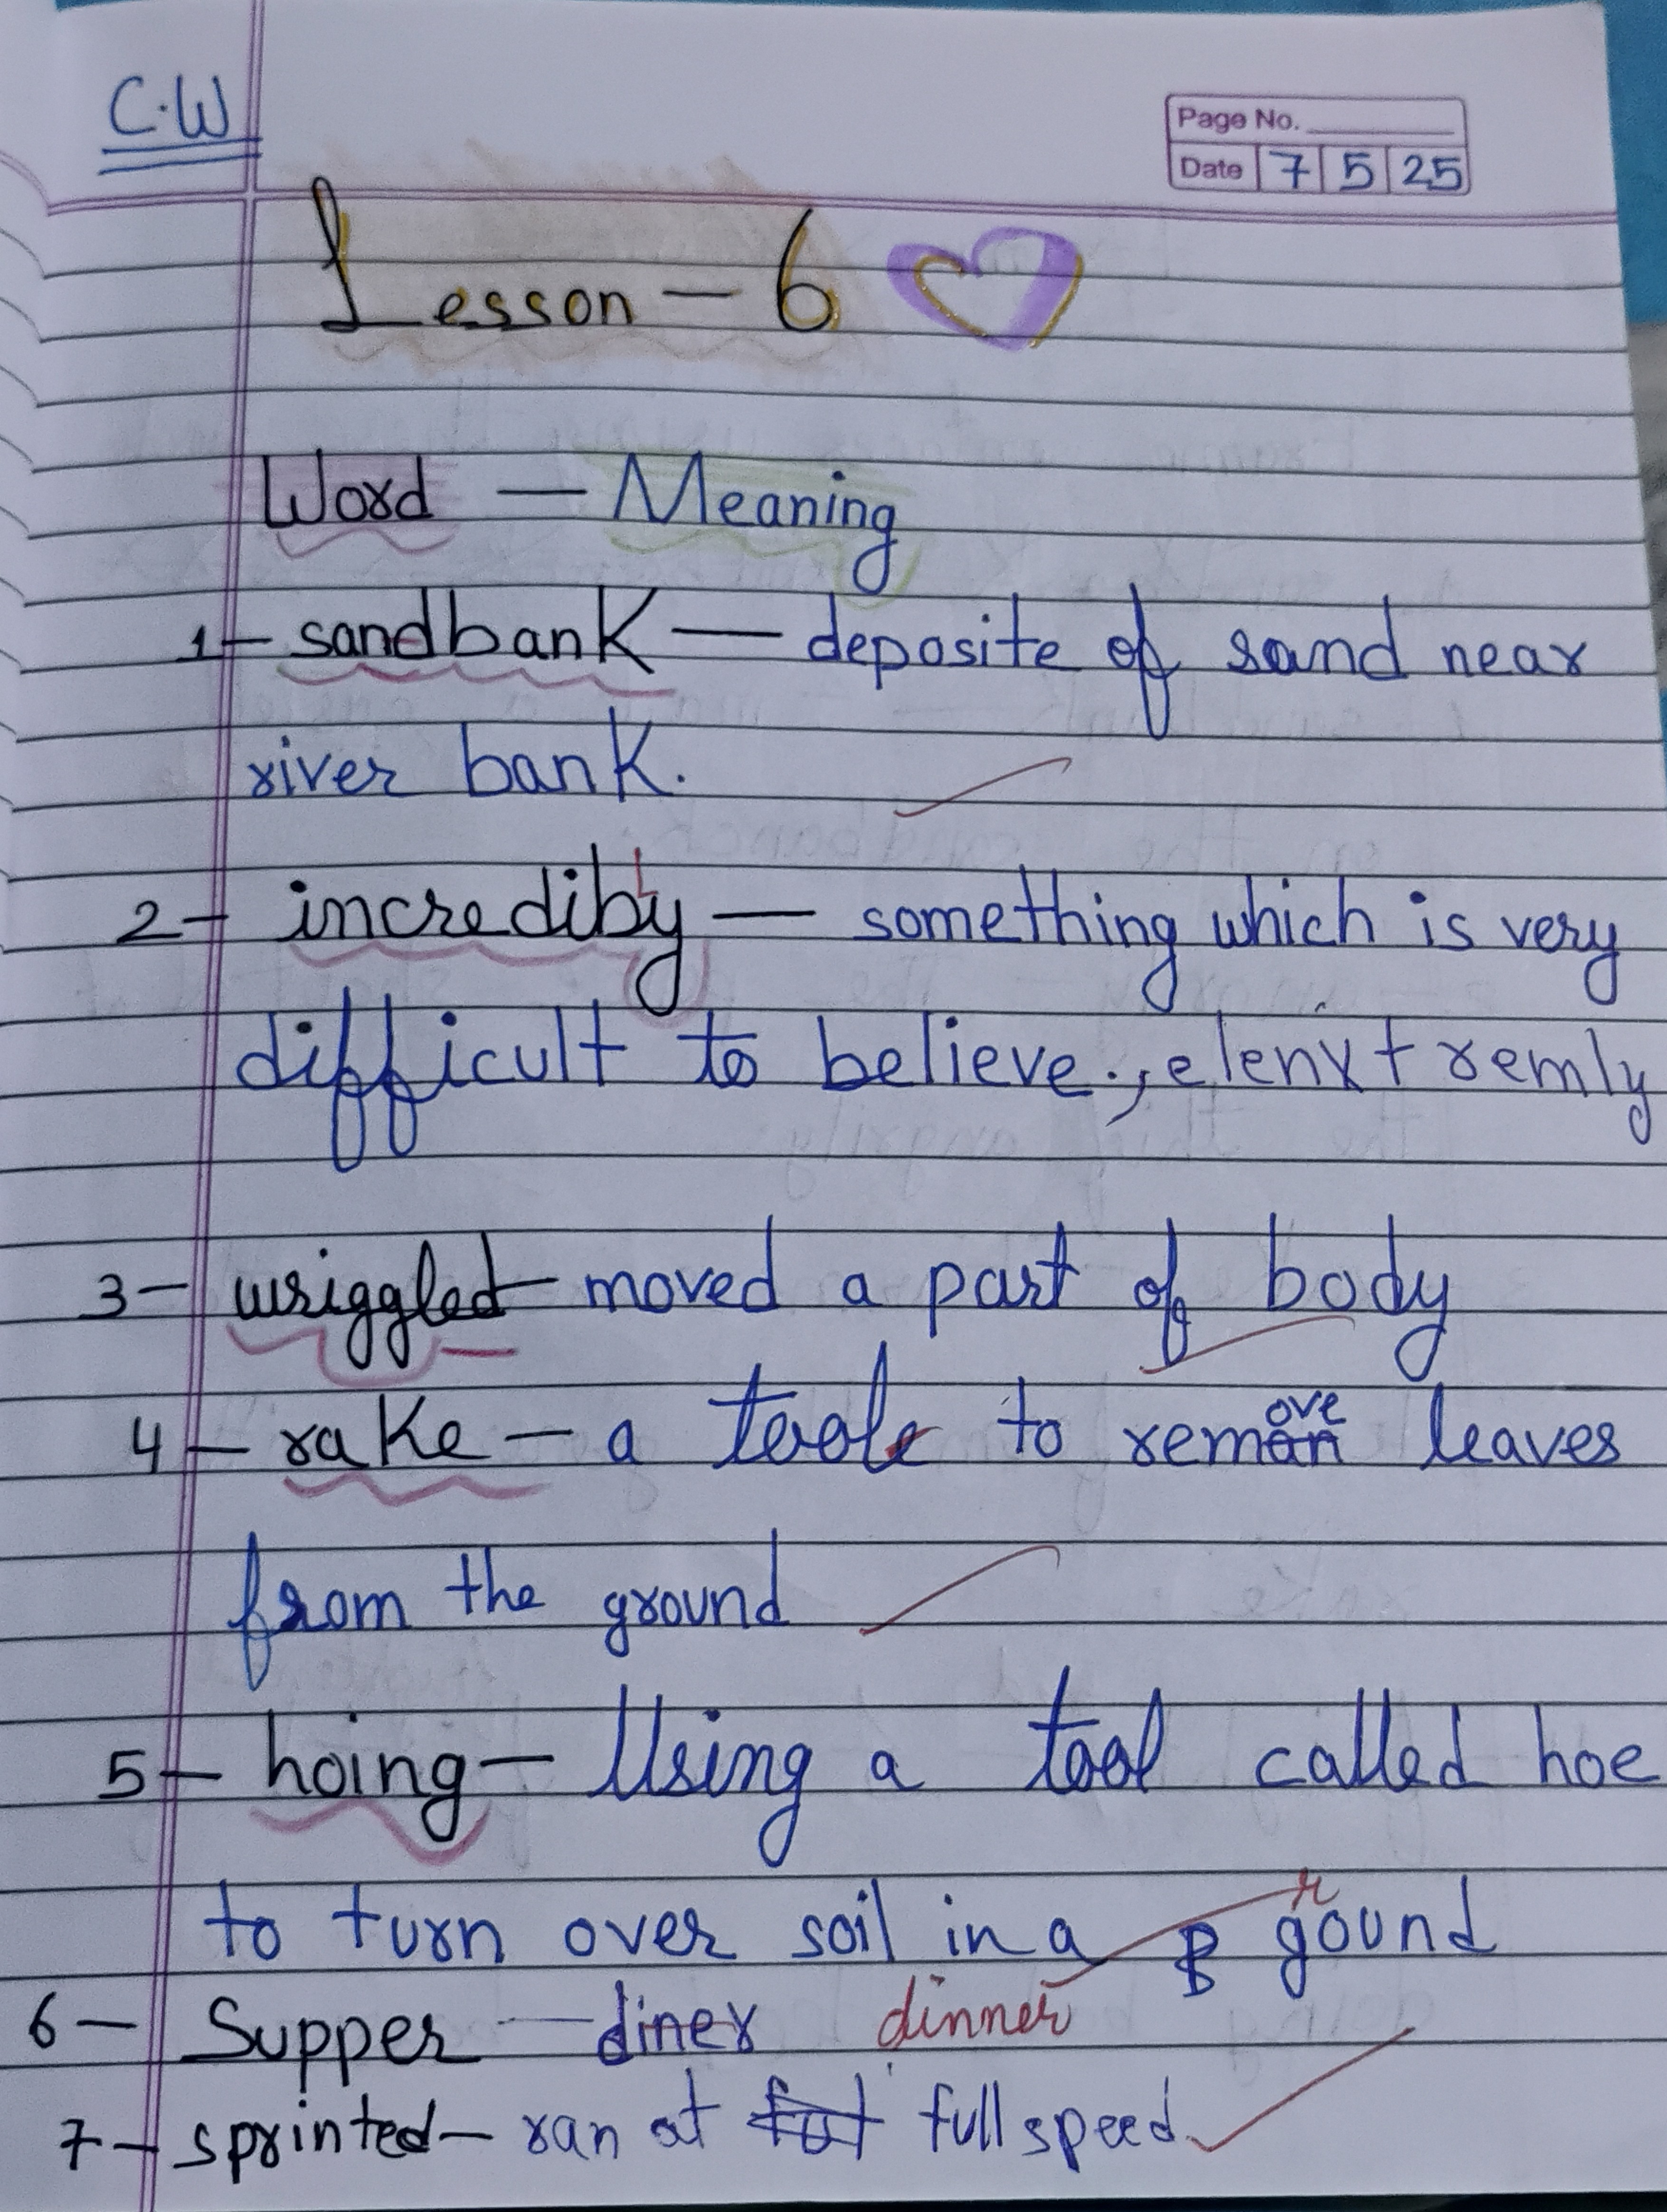 C.W
Page No.
Date 7 5 25
Lesson - 6
Word — Meaning
1- sandbank — deposite of sand near
river bank.
2- incredibly — something which is very
difficult to believe., elenxtremly
3- wriggled - moved a part of body
4- rake - a tool to remove leaves
from the ground
5- hoing - Using a tool called hoe
to turn over soil in a ground
6- Supper - diner dinner
7- sprinted - ran at full speed